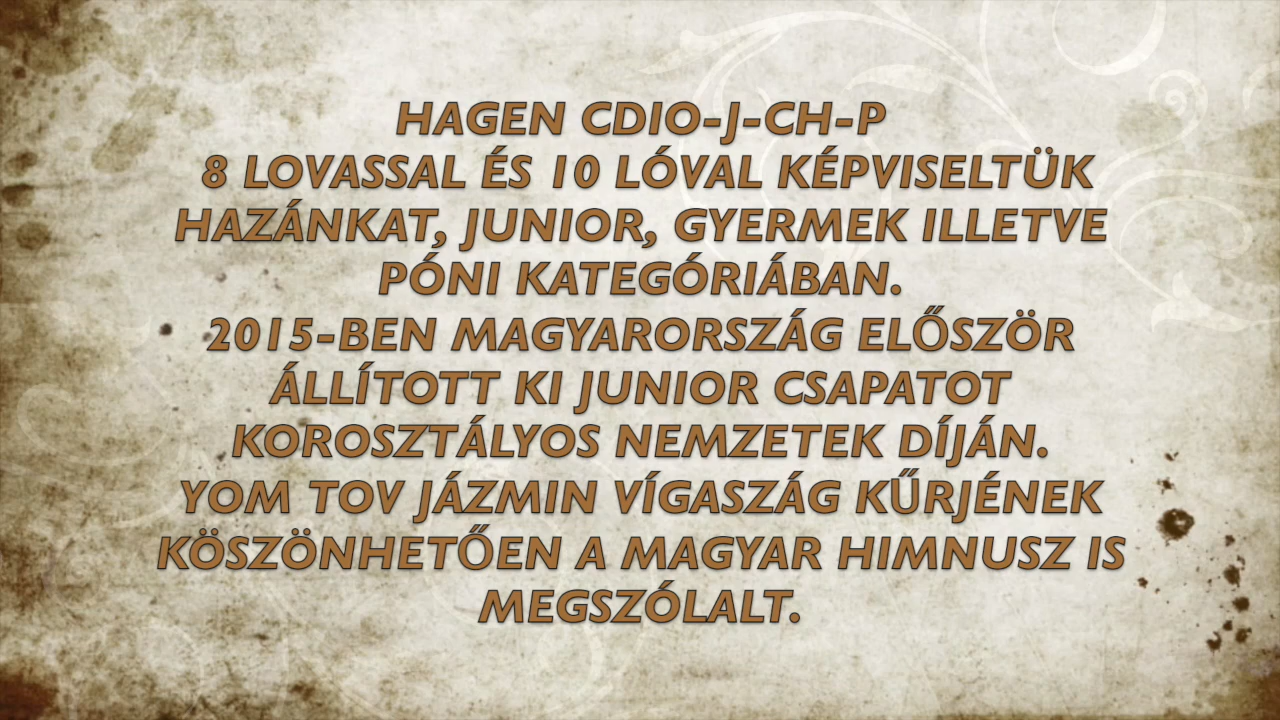 HAGEN CDIO-J-CH-P
8 LOVASSAL ÉS 10 LÓVAL KÉPVISELTÜK
HAZÁNKAT, JUNIOR, GYERMEK ILLETVE
PÓNI KATEGÓRIÁBAN.
2015-BEN MAGYARORSZÁG ELŐSZÖR
ÁLLÍTOTT KI JUNIOR CSAPATOT
KOROSZTÁLYOS NEMZETEK DÍJÁN.
YOM TOV JÁZMIN VÍGASZÁG KŰRJÉNEK
KÖSZÖNHETŐEN A MAGYAR HIMNUSZ IS
MEGSZÓLALT.